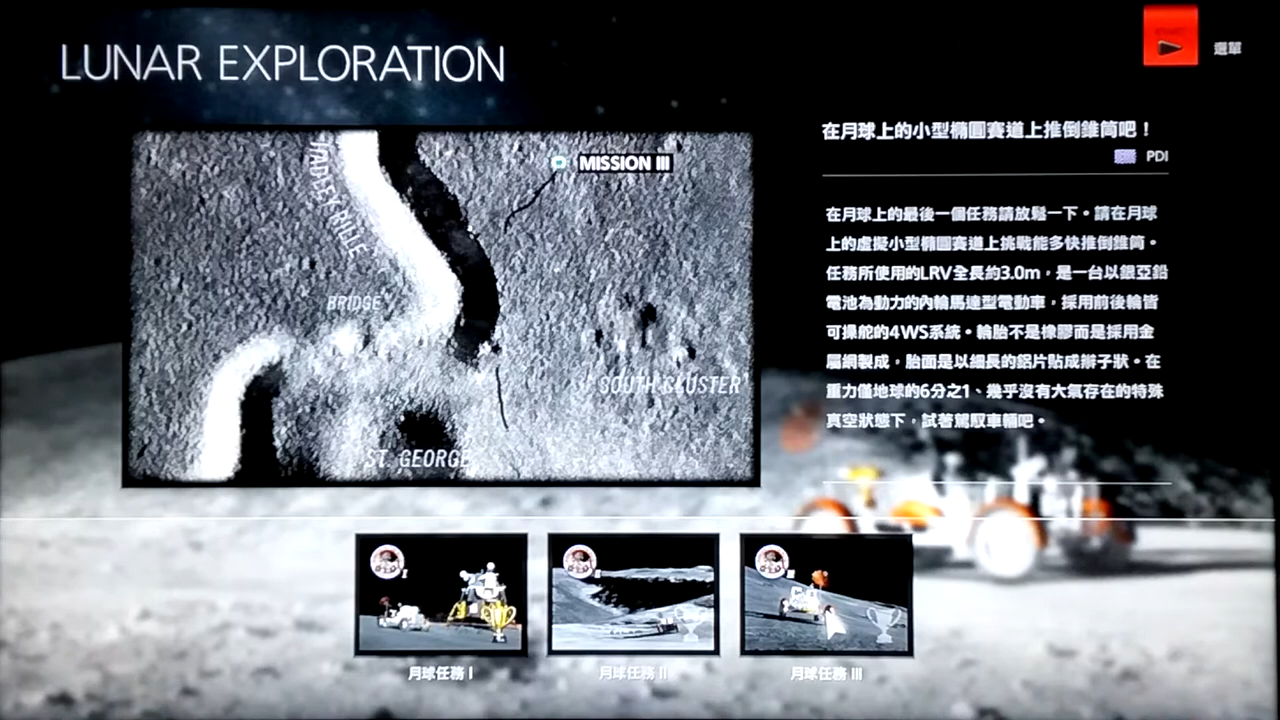 LUNAR EXPLORATION
選單
在月球上的小型橢圓賽道上推倒錐筒吧！
PDI
HADLEY RILLE
MISSION III
BRIDGE
"SOUTH CLUSTER"
ST. GEORGE
在月球上的最後一個任務請放鬆一下。請在月球
上的虛擬小型橢圓賽道上挑戰能多快推倒錐筒。
任務所使用的LRV全長約3.0m，是一台以銀亞鉛
電池為動力的內輪馬達型電動車，採用前後輪皆
可操舵的4WS系統。輪胎不是橡膠而是採用金
屬網製成，胎面是以細長的鋁片貼成辮子狀。在
重力僅地球的6分之1、幾乎沒有大氣存在的特殊
真空狀態下，試著駕馭車輛吧。
月球任務 I
月球任務 II
月球任務 III